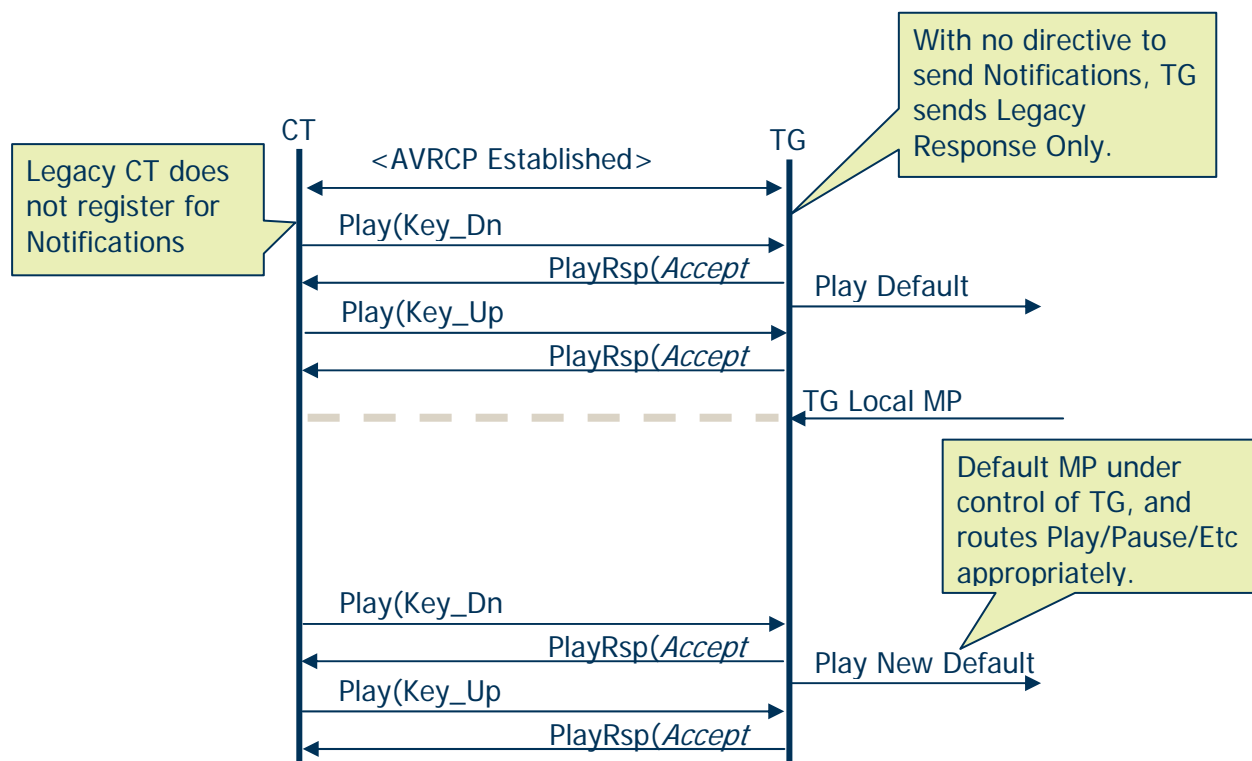 With no directive to
send Notifications, TG
sends Legacy
Response Only.
CT
TG
Legacy CT does
not register for
Notifications
<AVRCP Established>
Play(Key_Dn
PlayRsp(Accept
Play Default
Play(Key_Up
PlayRsp(Accept
TG Local MP
Default MP under
control of TG, and
routes Play/Pause/Etc
appropriately.
Play(Key_Dn
PlayRsp(Accept
Play New Default
Play(Key_Up
PlayRsp(Accept